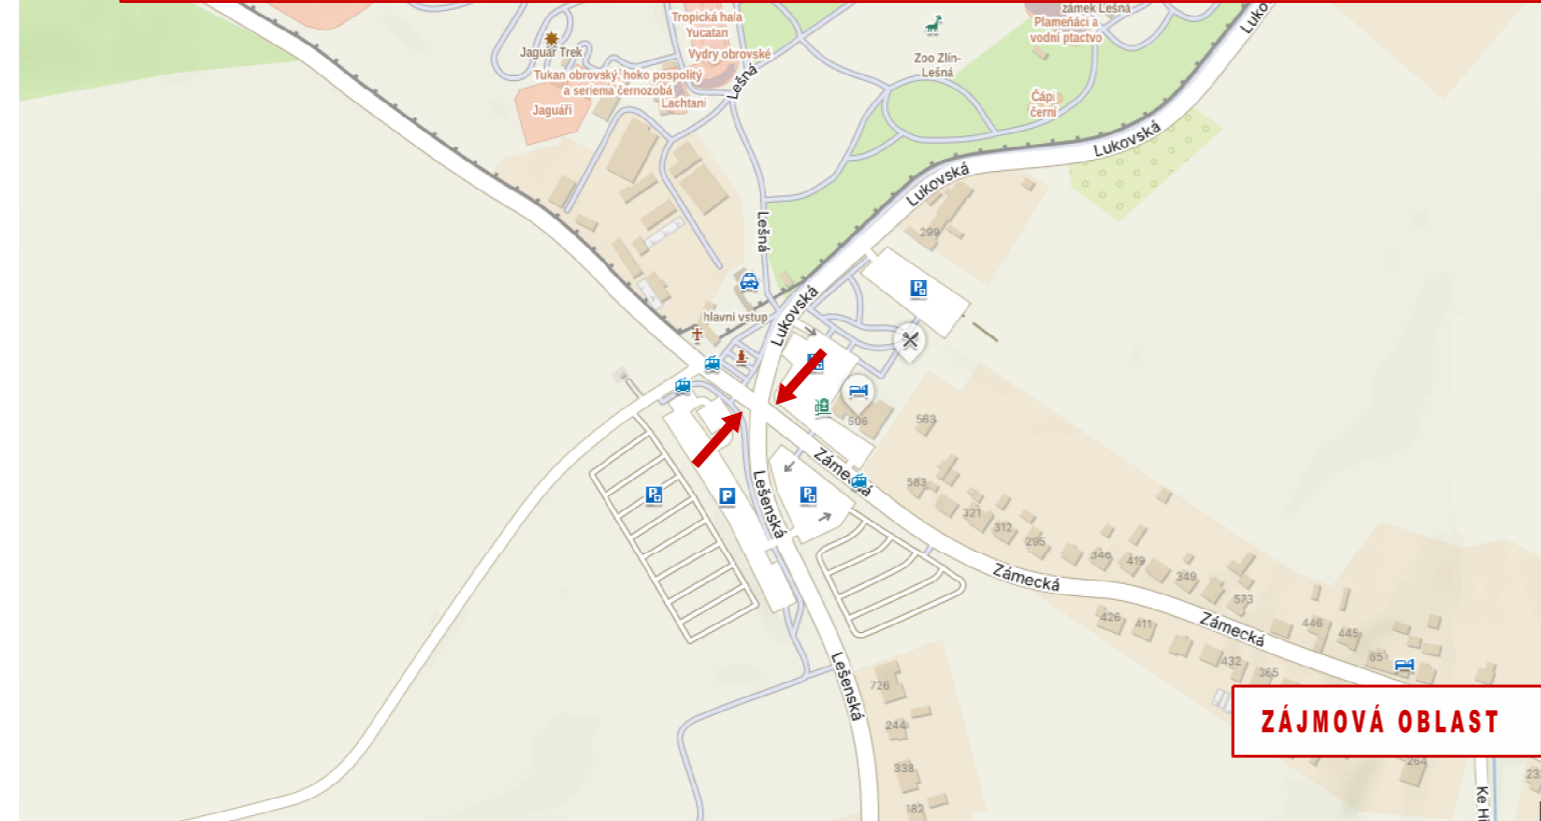 zámek Lešná
Tropická hala
Yucatan
Plameňáci a
vodní ptactvo
Jaguár Trek
Vydry obrovské
Zoo Zlín-
Lešná
Tukan obrovský, hoko pospolitý
a seriema černozobá
Lešná
Lachtani
Jaguáři
Čápi
černí
Lukovská
Lukovská
Lešná
299
P
Lukovská
hlavní vstup
606
563
583
Zámecká
P
P
P
Lešenská
321
312
295
346
419
349
573
Zámecká
426
411
Zámecká
446
445
65
432
365
Lešenská
726
244
338
182
ZÁJMOVÁ OBLAST
264